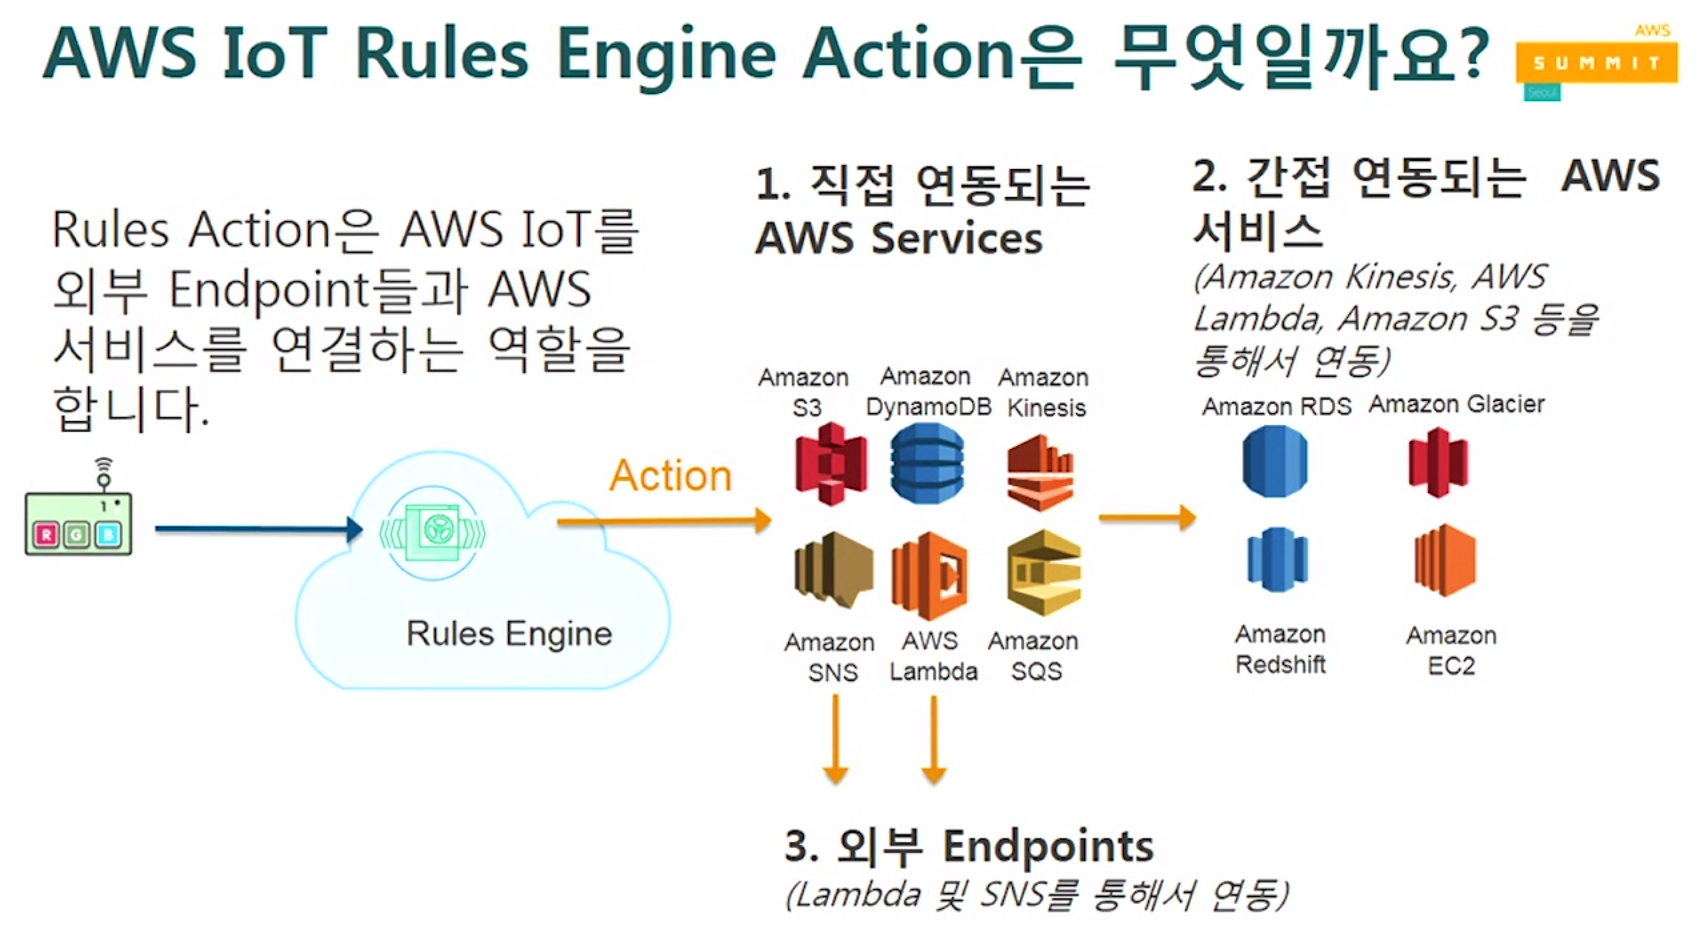 AWS IoT Rules Engine Action은 무엇일까요?
AWS
SUMMIT
Seoul
Rules Action은 AWS IoT를
외부 Endpoint들과 AWS
서비스를 연결하는 역할을
합니다.
1
R G B
Rules Engine
Action
1. 직접 연동되는
AWS Services
Amazon
S3
Amazon
DynamoDB
Amazon
Kinesis
Amazon
SNS
AWS
Lambda
Amazon
SQS
2. 간접 연동되는 AWS
서비스
(Amazon Kinesis, AWS
Lambda, Amazon S3 등을
통해서 연동)
Amazon RDS
Amazon Glacier
Amazon
Redshift
Amazon
EC2
3. 외부 Endpoints
(Lambda 및 SNS를 통해서 연동)